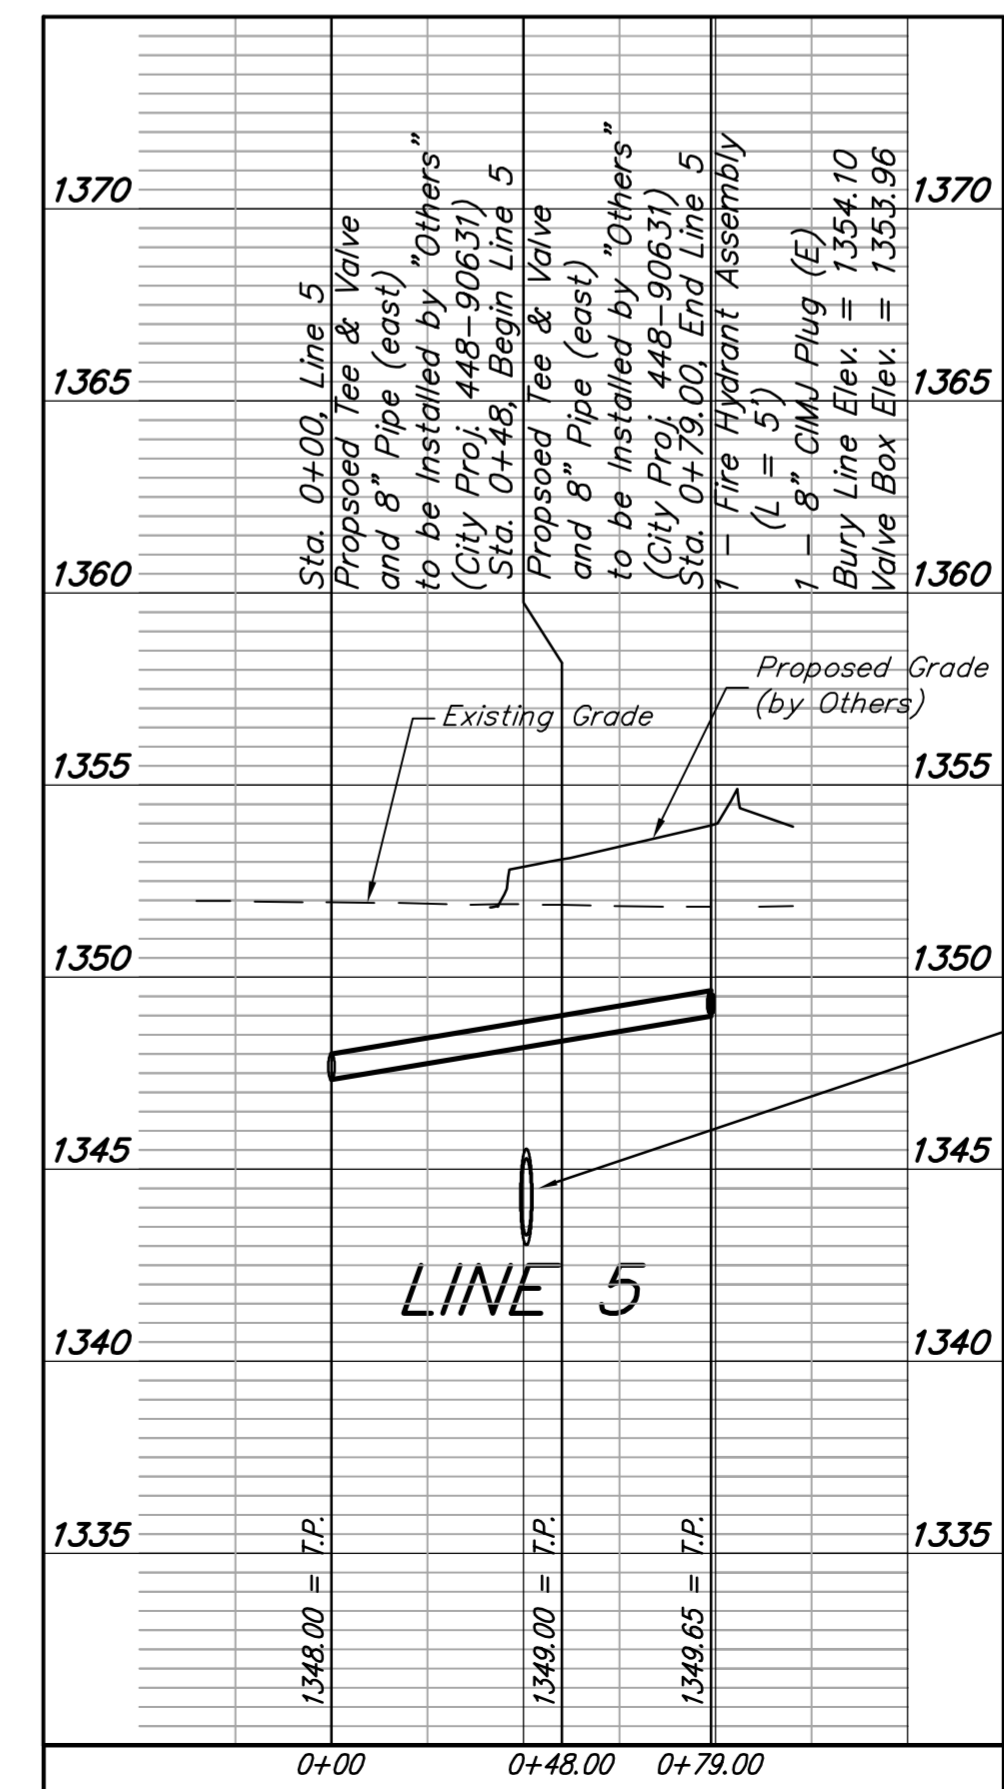 1370
1365
1360
1355
1350
1345
1340
1335
Sta. 0+00, Line 5
Propsoed Tee & Valve
and 8" Pipe (east)
to be Installed by "Others"
(City Proj. 448-90631)
Sta. 0+48, Begin Line 5
Propsoed Tee & Valve
and 8" Pipe (east)
to be Installed by "Others"
(City Proj. 448-90631)
Sta. 0+79.00, End Line 5
1 - Fire Hydrant Assembly
(L = 5')
1 - 8" CIMJ Plug (E)
Bury Line Elev. = 1354.10
Valve Box Elev. = 1353.96
1370
1365
1360
1355
1350
1345
1340
1335
Existing Grade
Proposed Grade
(by Others)
LINE 5
1348.00 = T.P.
1349.00 = T.P.
1349.65 = T.P.
0+00
0+48.00
0+79.00